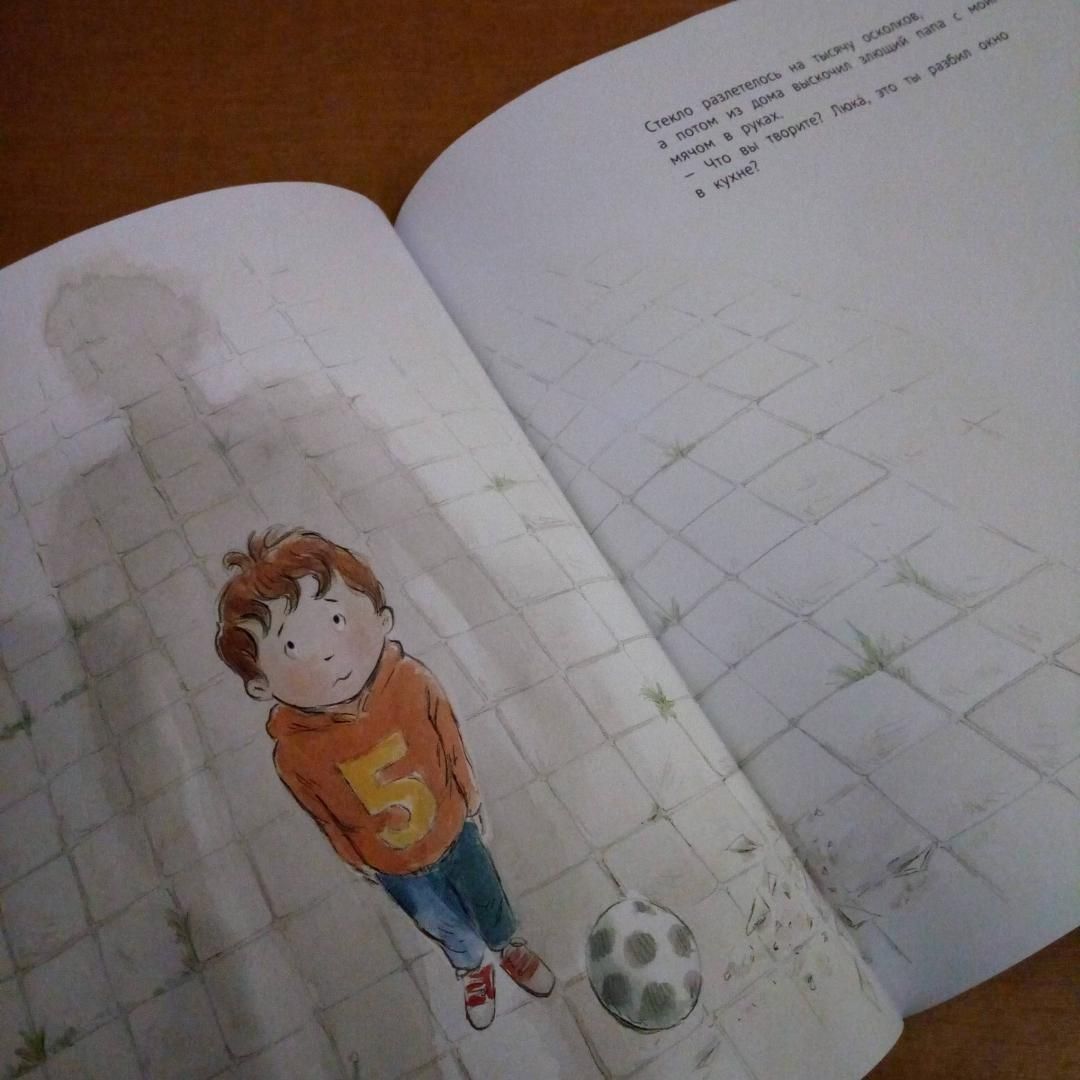 Стекло разлетелось на тысячу осколков,
а потом из дома выскочил злющий папа с моим
мячом в руках.
— Что вы творите? Люка́, это ты разбил окно
в кухне?
5